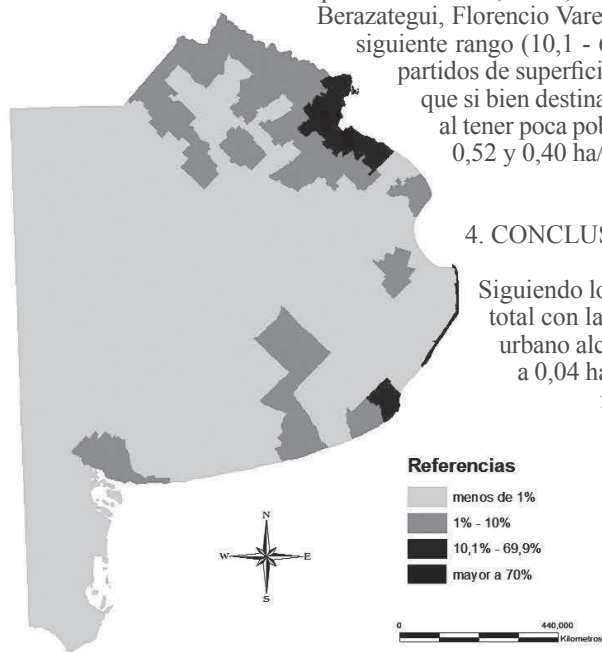 Berazategui, Florencio Vare
siguiente rango (10,1 -
partidos de superfici
que si bien destina
al tener poca pob
0,52 y 0,40 ha/
4. CONCLUS
Siguiendo lo
total con la
urbano alc
a 0,04 ha
Referencias
menos de 1%
1% - 10%
10,1% - 69,9%
mayor a 70%
N
W
E
S
0
440,000
Kilometros